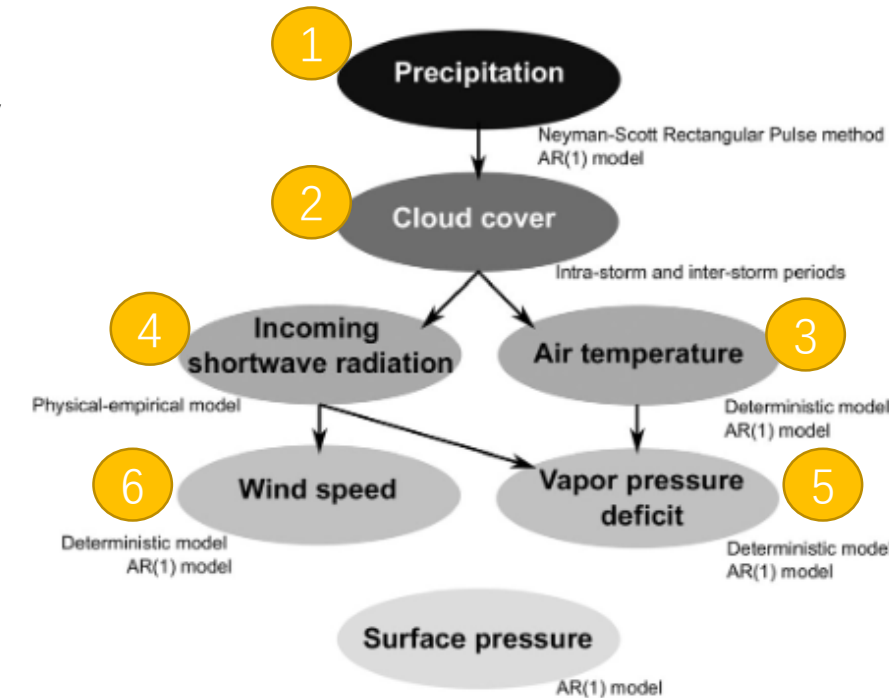 1
Precipitation
Neyman-Scott Rectangular Pulse method
AR(1) model
2
Cloud cover
Intra-storm and inter-storm periods
4
Incoming
shortwave radiation
Physical-empirical model
Air temperature
3
Deterministic model
AR(1) model
6
Wind speed
Deterministic model
AR(1) model
Vapor pressure
deficit
5
Deterministic model
AR(1) model
Surface pressure
AR(1) model